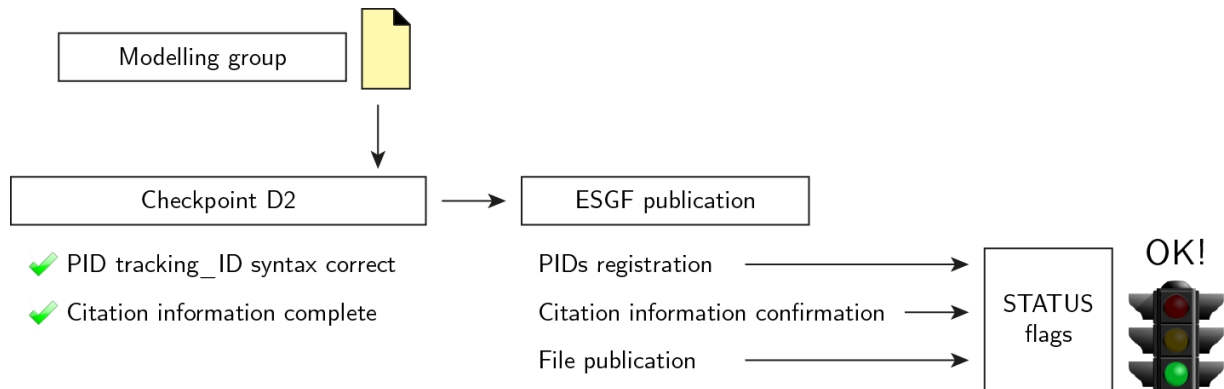 Modelling group
Checkpoint D2
ESGF publication
PID tracking_ID syntax correct
Citation information complete
PIDs registration
Citation information confirmation
File publication
STATUS
flags
OK!